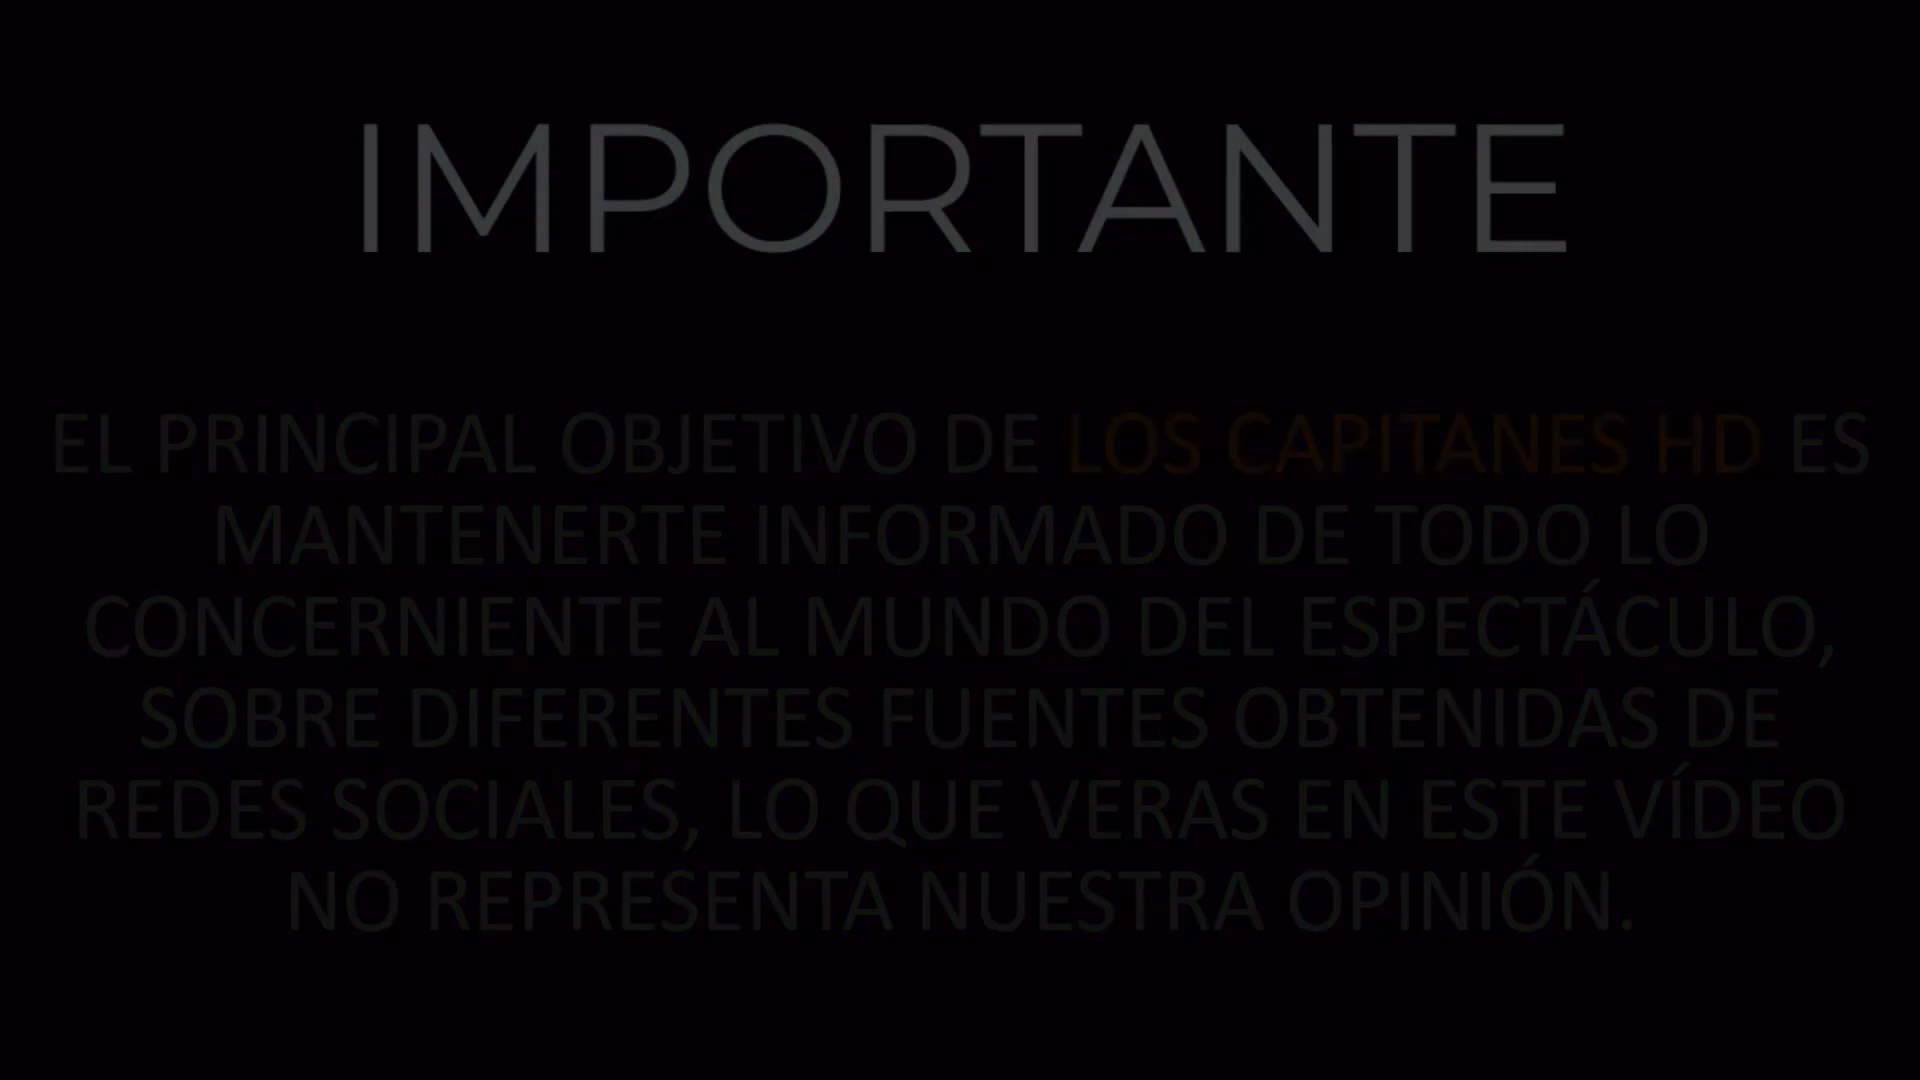 IMPORTANTE
EL PRINCIPAL OBJETIVO DE LOS CAPITANES HD ES
MANTENERTE INFORMADO DE TODO LO
CONCERNIENTE AL MUNDO DEL ESPECTÁCULO,
SOBRE DIFERENTES FUENTES OBTENIDAS DE
REDES SOCIALES, LO QUE VERAS EN ESTE VÍDEO
NO REPRESENTA NUESTRA OPINIÓN.